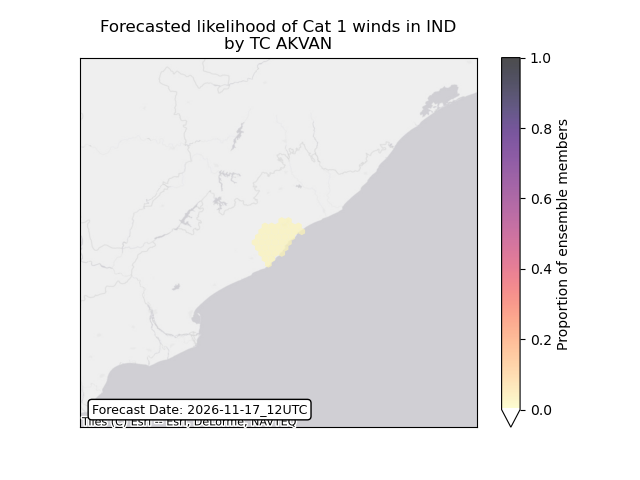 Forecasted likelihood of Cat 1 winds in IND
by TC AKVAN
1.0
0.8
0.6
0.4
0.2
0.0
Proportion of ensemble members
Forecast Date: 2026-11-17_12UTC
Tiles (C) Esri -- Esri, DeLorme, NAVTEQ